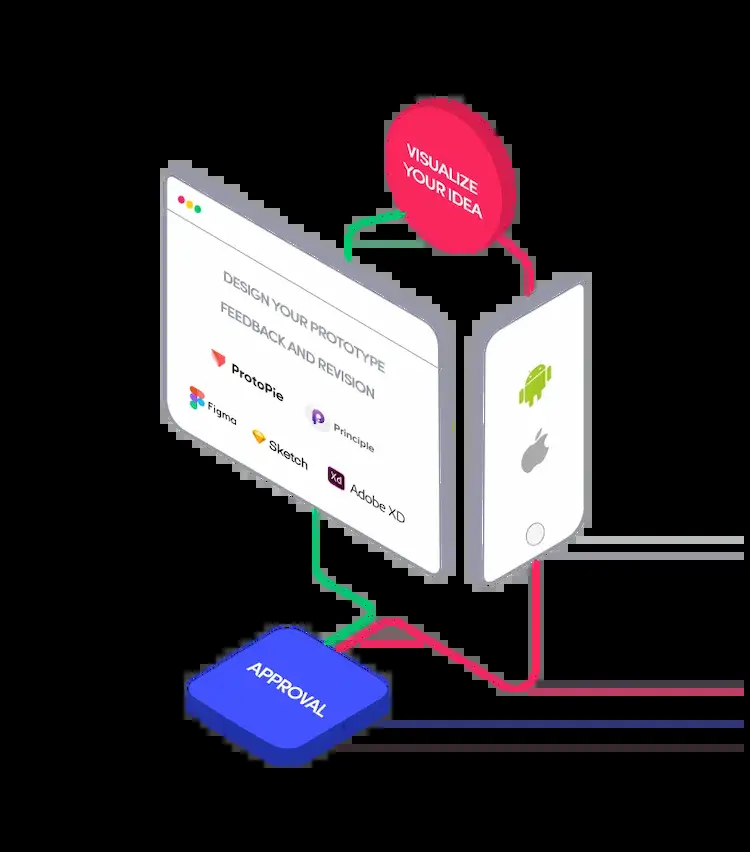 VISUALIZE
YOUR IDEA
DESIGN YOUR PROTOTYPE
FEEDBACK AND REVISION
ProtoPie
Figma
Principle
Sketch
Xd
Adobe XD
APPROVAL